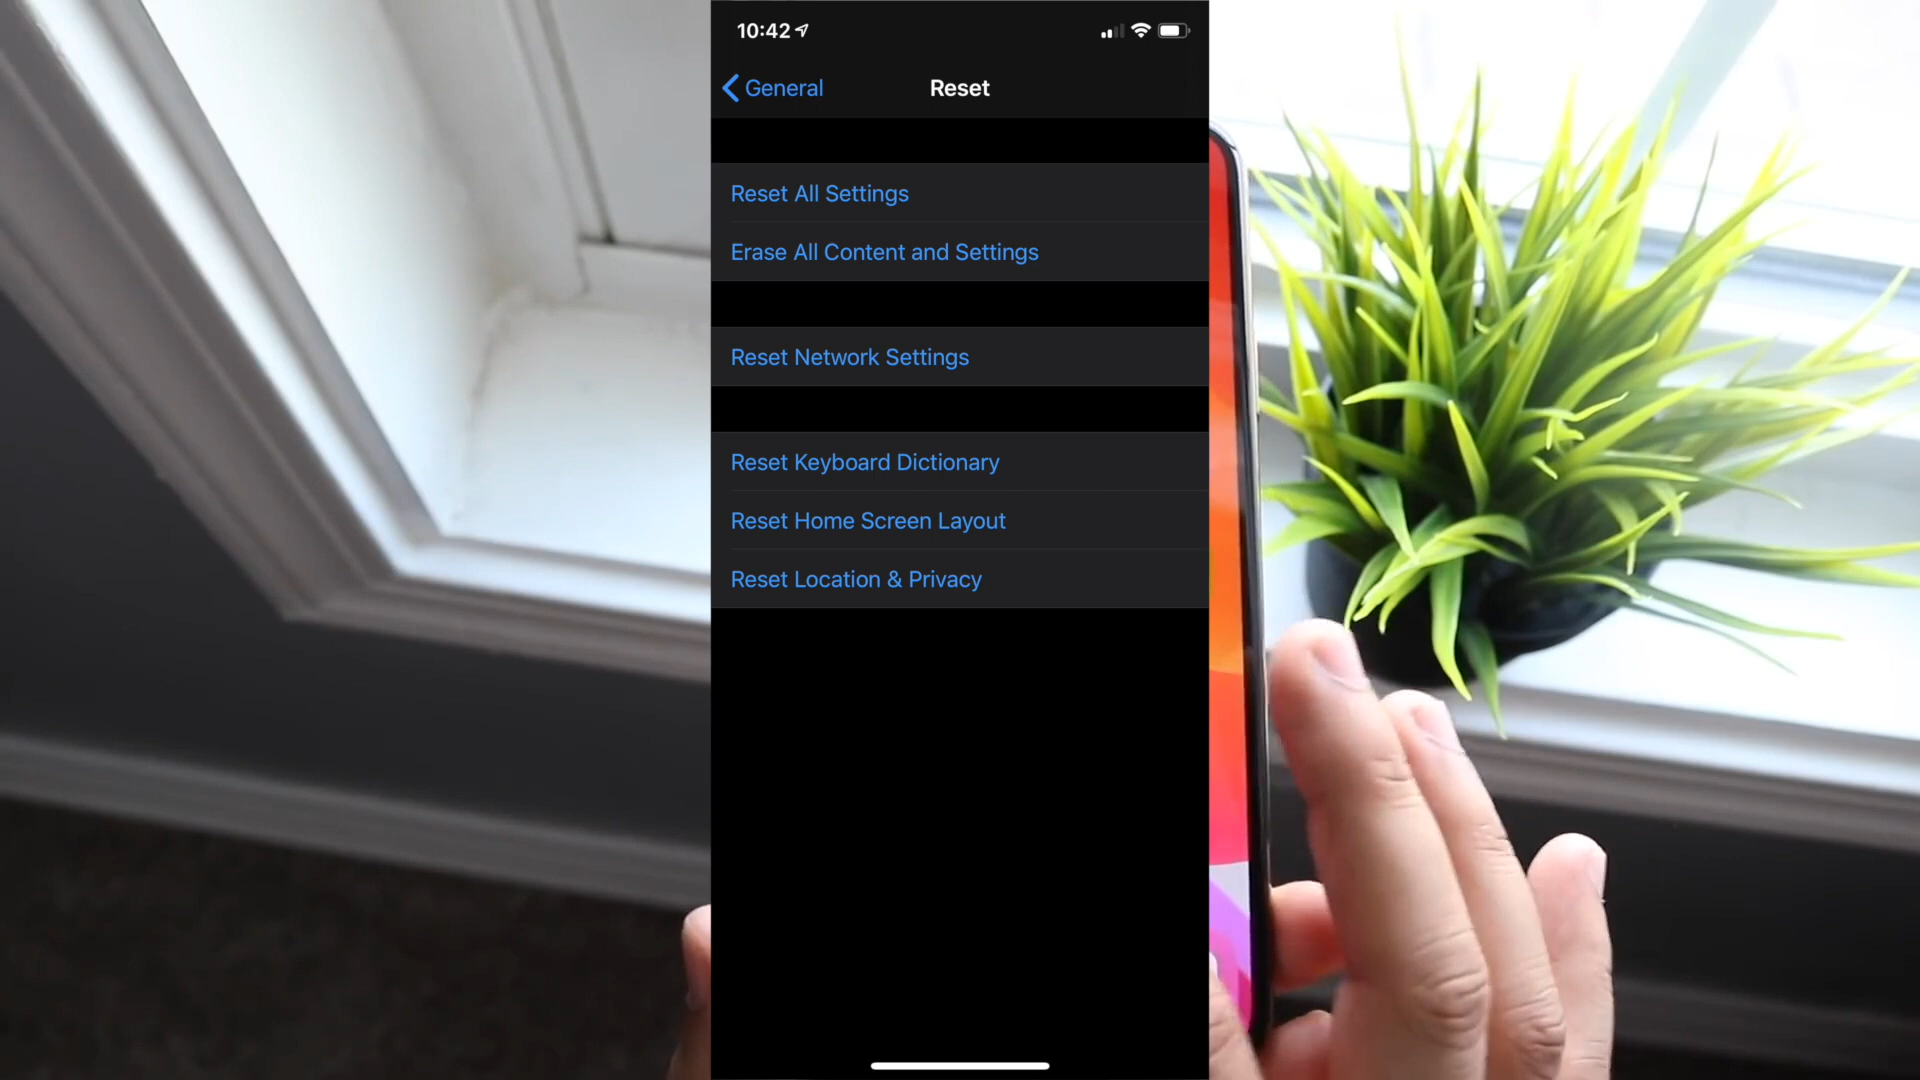 10:42
General
Reset
Reset All Settings
Erase All Content and Settings
Reset Network Settings
Reset Keyboard Dictionary
Reset Home Screen Layout
Reset Location & Privacy